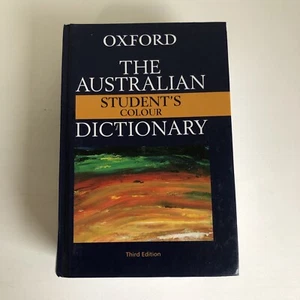 OXFORD
THE AUSTRALIAN
STUDENT'S
COLOUR
DICTIONARY
Third Edition